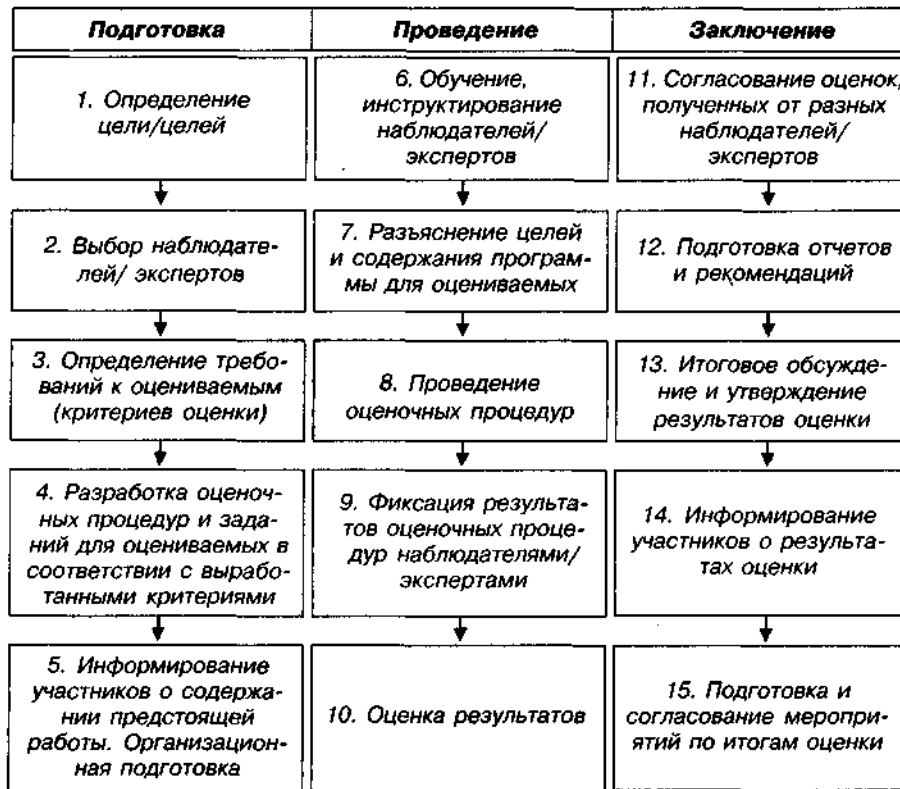 Подготовка
Проведение
Заключение
1. Определение
цели/целей
2. Выбор наблюдате-
лей/ экспертов
3. Определение требо-
ваний к оцениваемым
(критериев оценки)
4. Разработка оценоч-
ных процедур и зада-
ний для оцениваемых в
соответствии с вырабо-
танными критериями
5. Информирование
участников о содержа-
нии предстоящей
работы. Организацион-
ная подготовка
6. Обучение,
инструктирование
наблюдателей/
экспертов
7. Разъяснение целей
и содержания програм-
мы для оцениваемых
8. Проведение
оценочных процедур
9. Фиксация результа-
тов оценочных проце-
дур наблюдателями/
экспертами
10. Оценка результатов
11. Согласование оценок,
полученных от разных
наблюдателей/
экспертов
12. Подготовка отчетов
и рекомендаций
13. Итоговое обсужде-
ние и утверждение
результатов оценки
14. Информирование
участников о результа-
тах оценки
15. Подготовка и
согласование меропри-
ятий по итогам оценки